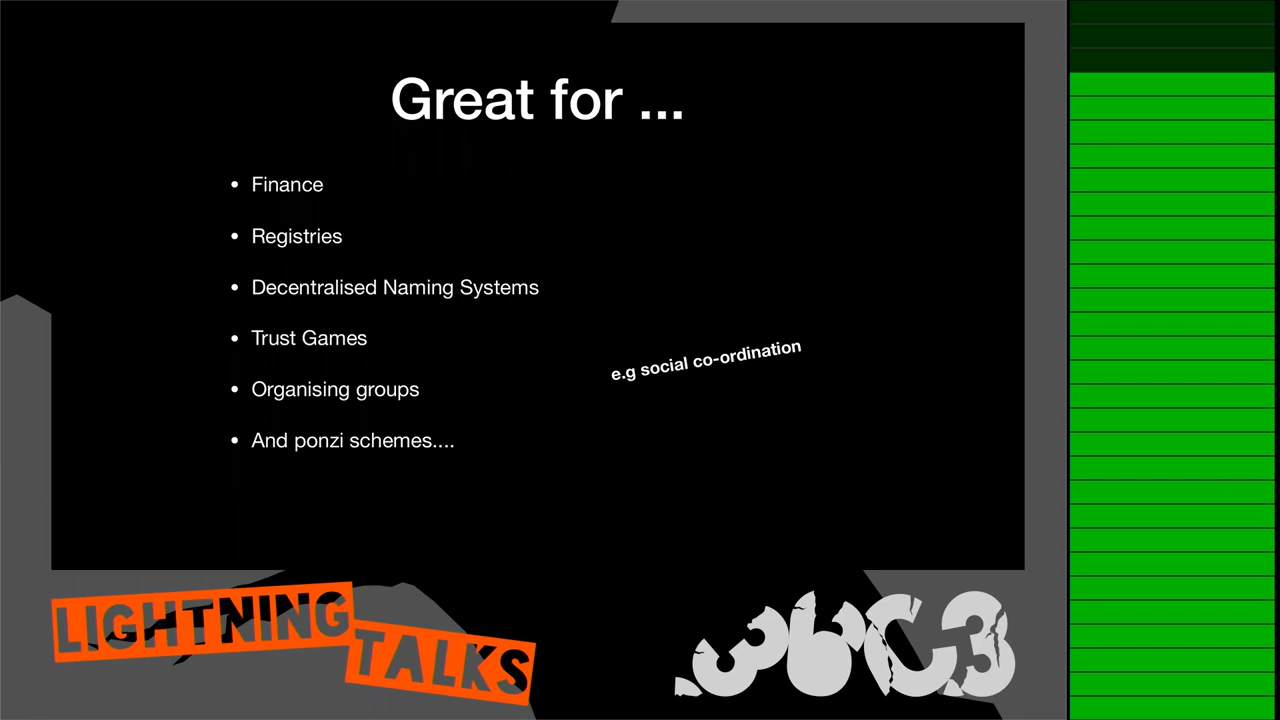 Great for ...
• Finance
• Registries
• Decentralised Naming Systems
• Trust Games
e.g social co-ordination
• Organising groups
• And ponzi schemes....
LIGHTNING
TALKS
36C3